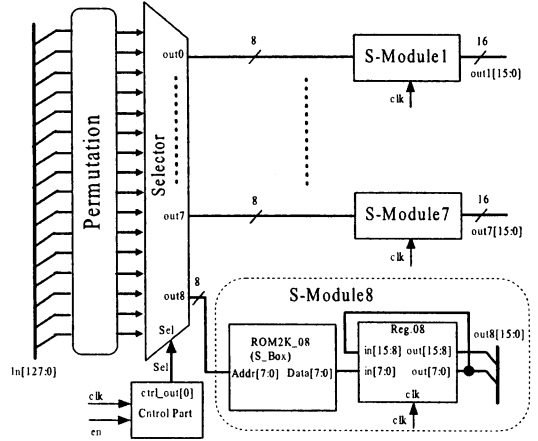 8
16
out0
S-Module1
out1[15:0]
clk
Permutation
Selector
8
16
out7
S-Module7
out7[15:0]
clk
8
out8
S-Module8
Sel
ROM2K_08
(S_Box)
Addr[7:0]
Data[7:0]
Reg.08
in[15:8]
out[15:8]
in[7:0]
out[7:0]
clk
out8[15:0]
In[127:0]
Sel
clk
ctrl_out[0]
Cntrol Part
en
clk